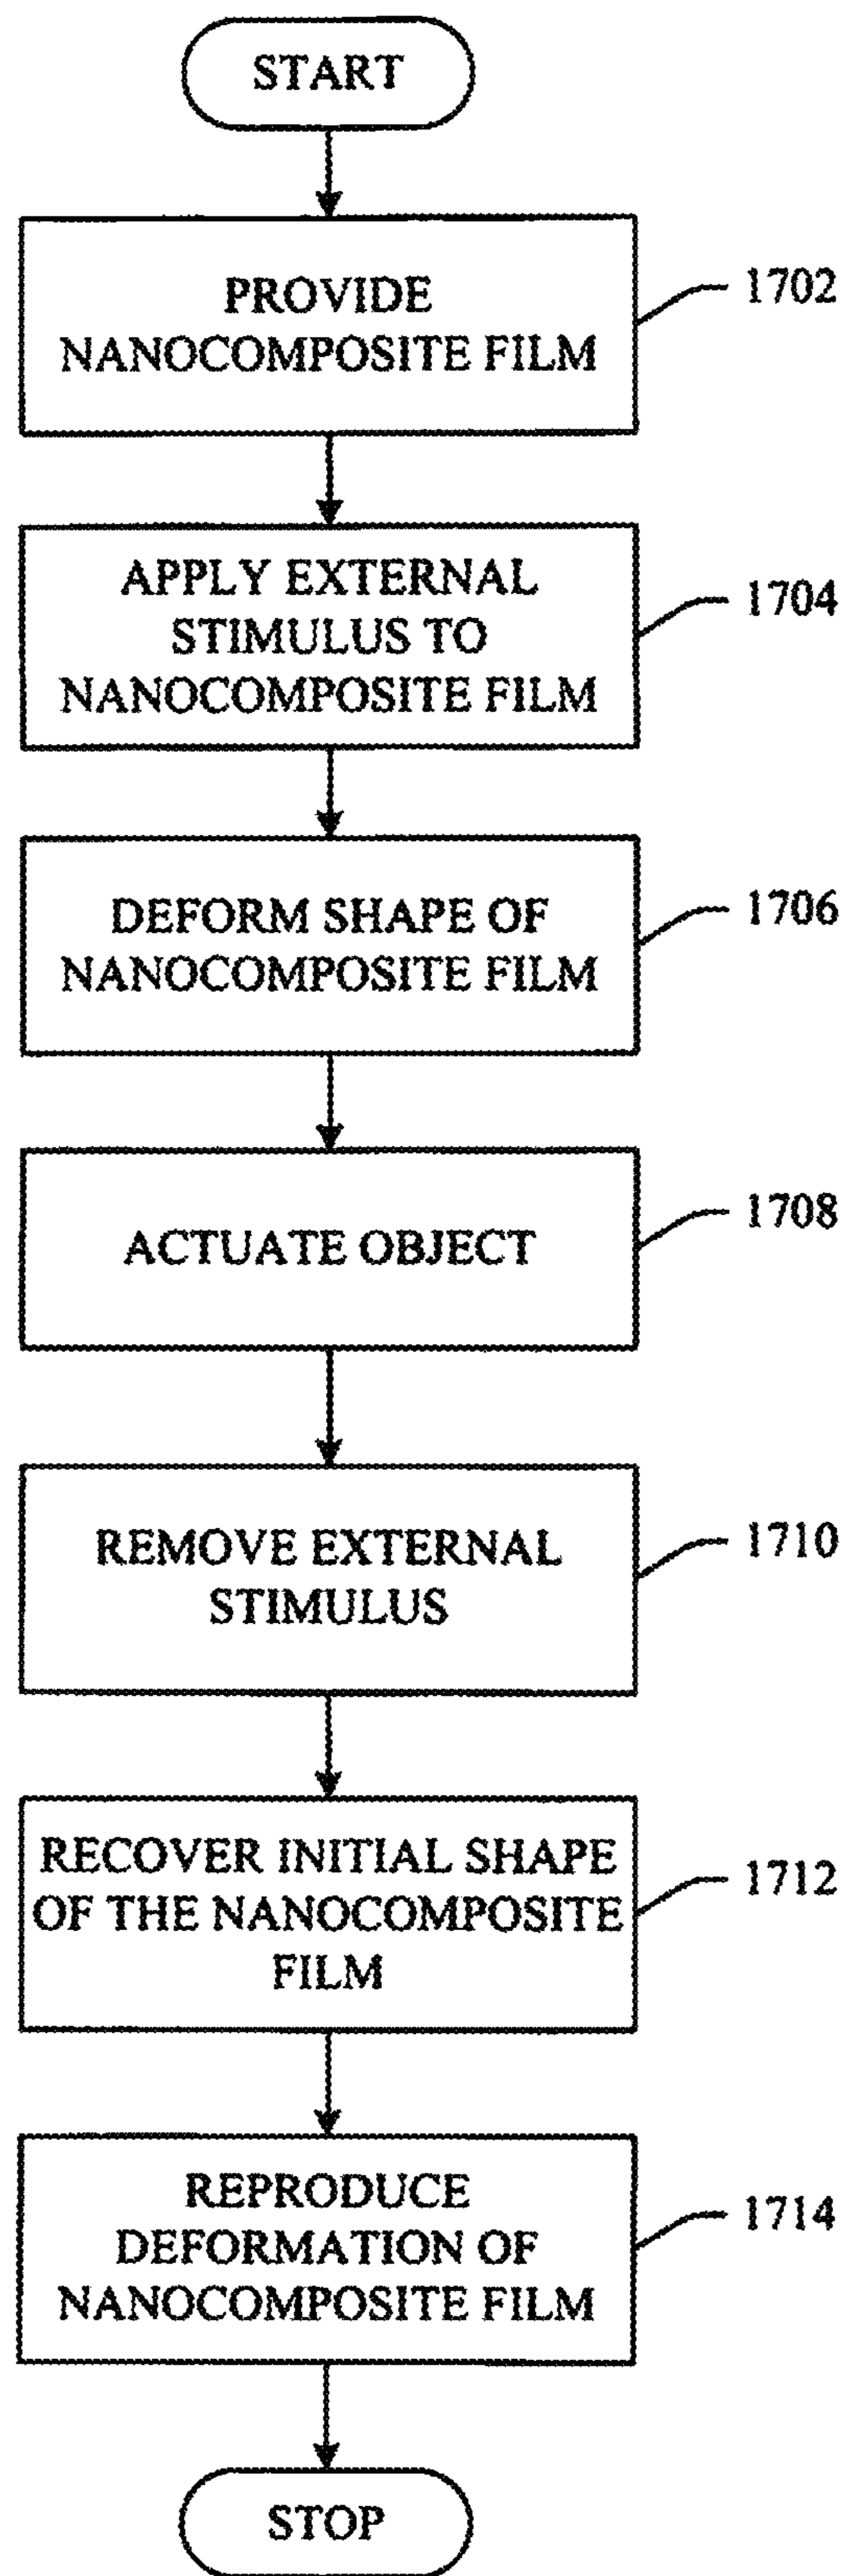 START
PROVIDE
NANOCOMPOSITE FILM
1702
APPLY EXTERNAL
STIMULUS TO
NANOCOMPOSITE FILM
1704
DEFORM SHAPE OF
NANOCOMPOSITE FILM
1706
ACTUATE OBJECT
1708
REMOVE EXTERNAL
STIMULUS
1710
RECOVER INITIAL SHAPE
OF THE NANOCOMPOSITE
FILM
1712
REPRODUCE
DEFORMATION OF
NANOCOMPOSITE FILM
1714
STOP